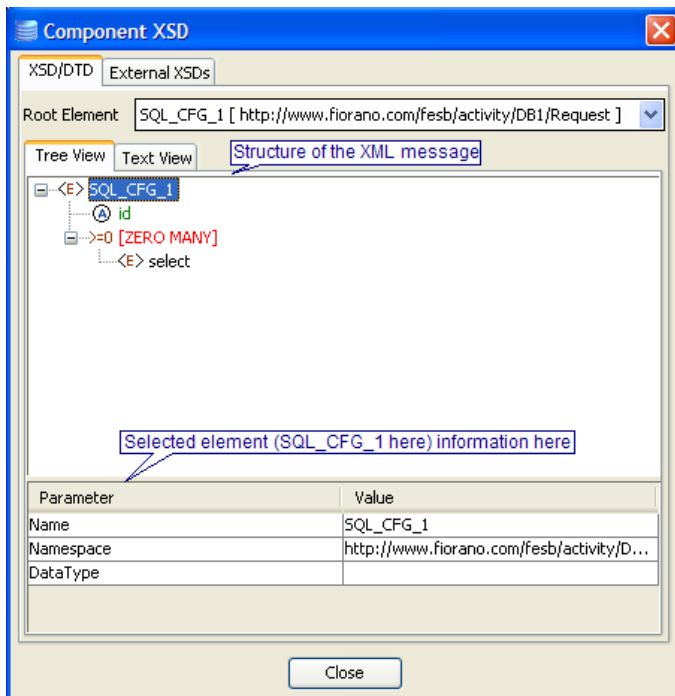 Component XSD
XSD/DTD External XSDs
Root Element SQL_CFG_1 [ http://www.fiorano.com/fesb/activity/DB1/Request ]
Tree View Text View
Structure of the XML message
<E> SQL_CFG_1
A id
>=0 [ZERO MANY]
<E> select
Selected element (SQL_CFG_1 here) information here
Parameter Value
Name SQL_CFG_1
Namespace http://www.fiorano.com/fesb/activity/D...
DataType
Close